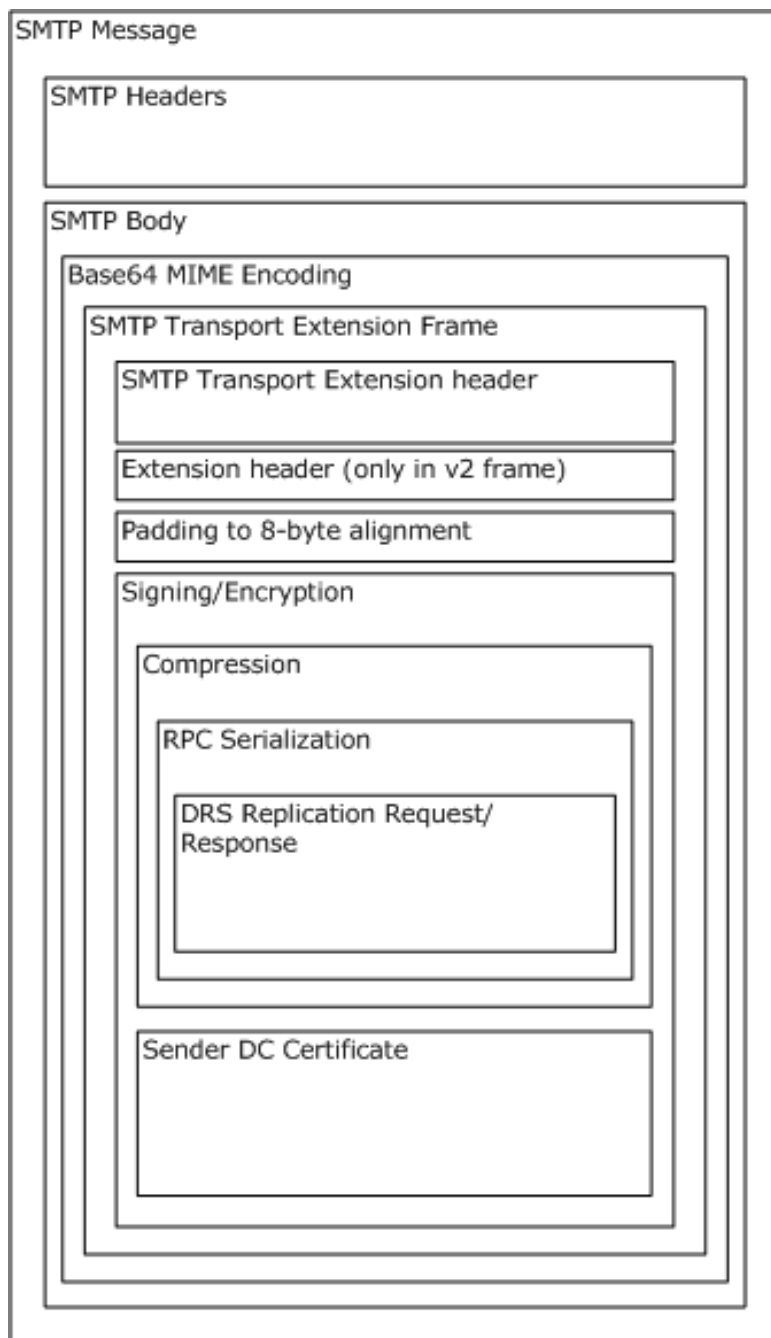 SMTP Message
SMTP Headers
SMTP Body
Base64 MIME Encoding
SMTP Transport Extension Frame
SMTP Transport Extension header
Extension header (only in v2 frame)
Padding to 8-byte alignment
Signing/Encryption
Compression
RPC Serialization
DRS Replication Request/
Response
Sender DC Certificate